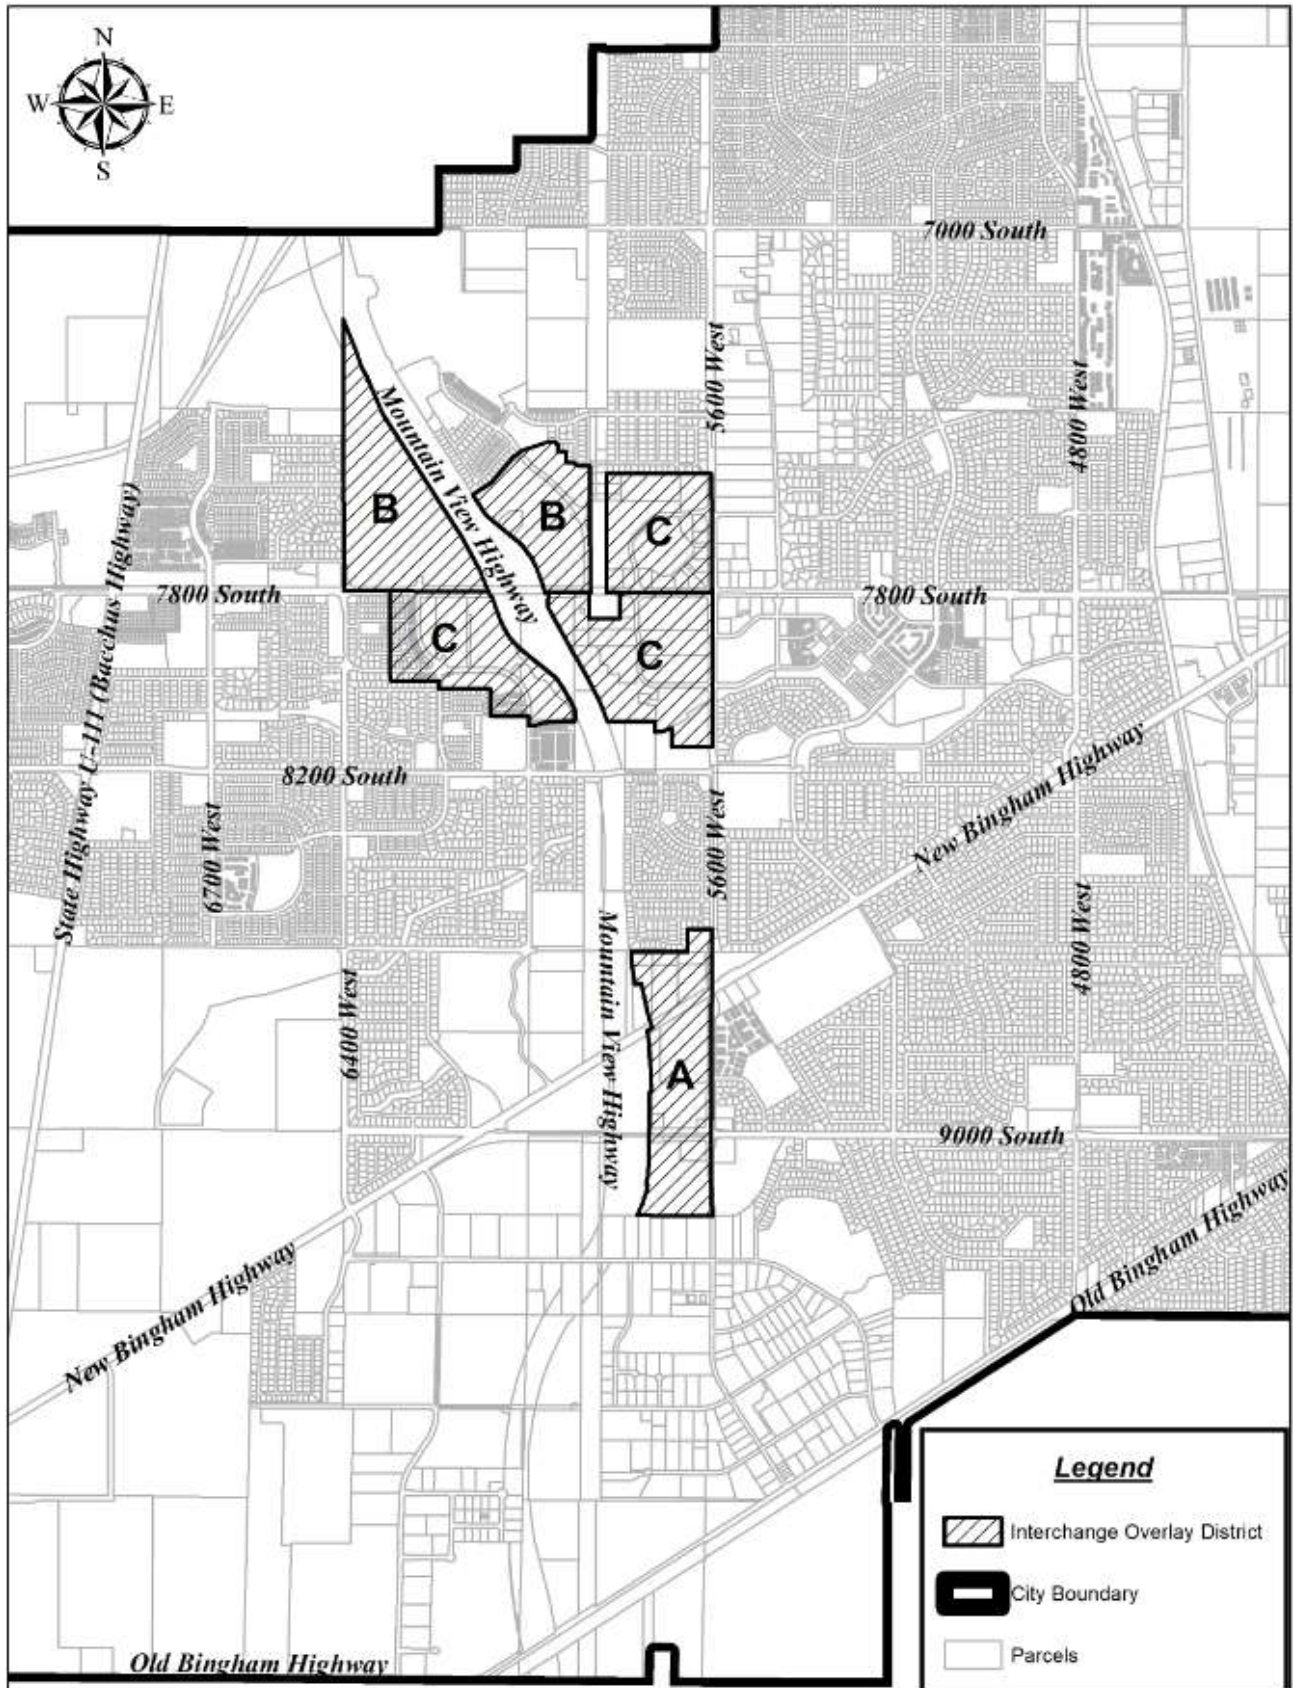 N
W E
S
7000 South
5600 West
4800 West
Mountain View Highway
B
B
C
7800 South
7800 South
C
C
State Highway U-111 (Bacchus Highway)
8200 South
New Bingham Highway
6700 West
5600 West
4800 West
Mountain View Highway
6400 West
A
9000 South
Old Bingham Highway
New Bingham Highway
Legend
Interchange Overlay District
City Boundary
Parcels
Old Bingham Highway